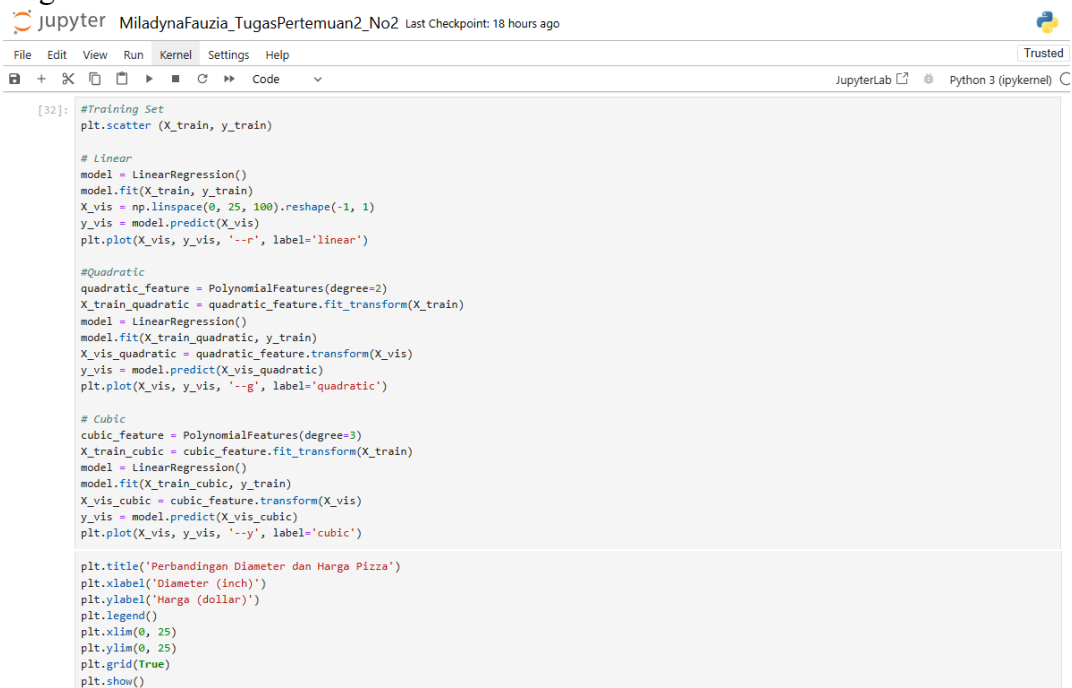 jupyter MiladynaFauzia_TugasPertemuan2_No2 Last Checkpoint: 18 hours ago
File Edit View Run Kernel Settings Help Trusted
Code JupyterLab Python 3 (ipykernel)
[32]: #Training Set
plt.scatter (X_train, y_train)
# Linear
model = LinearRegression()
model.fit(X_train, y_train)
X_vis = np.linspace(0, 25, 100).reshape(-1, 1)
y_vis = model.predict(X_vis)
plt.plot(X_vis, y_vis, '--r', label='linear')
#Quadratic
quadratic_feature = PolynomialFeatures(degree=2)
X_train_quadratic = quadratic_feature.fit_transform(X_train)
model = LinearRegression()
model.fit(X_train_quadratic, y_train)
X_vis_quadratic = quadratic_feature.transform(X_vis)
y_vis = model.predict(X_vis_quadratic)
plt.plot(X_vis, y_vis, '--g', label='quadratic')
# Cubic
cubic_feature = PolynomialFeatures(degree=3)
X_train_cubic = cubic_feature.fit_transform(X_train)
model = LinearRegression()
model.fit(X_train_cubic, y_train)
X_vis_cubic = cubic_feature.transform(X_vis)
y_vis = model.predict(X_vis_cubic)
plt.plot(X_vis, y_vis, '--y', label='cubic')
plt.title('Perbandingan Diameter dan Harga Pizza')
plt.xlabel('Diameter (inch)')
plt.ylabel('Harga (dollar)')
plt.legend()
plt.xlim(0, 25)
plt.ylim(0, 25)
plt.grid(True)
plt.show()